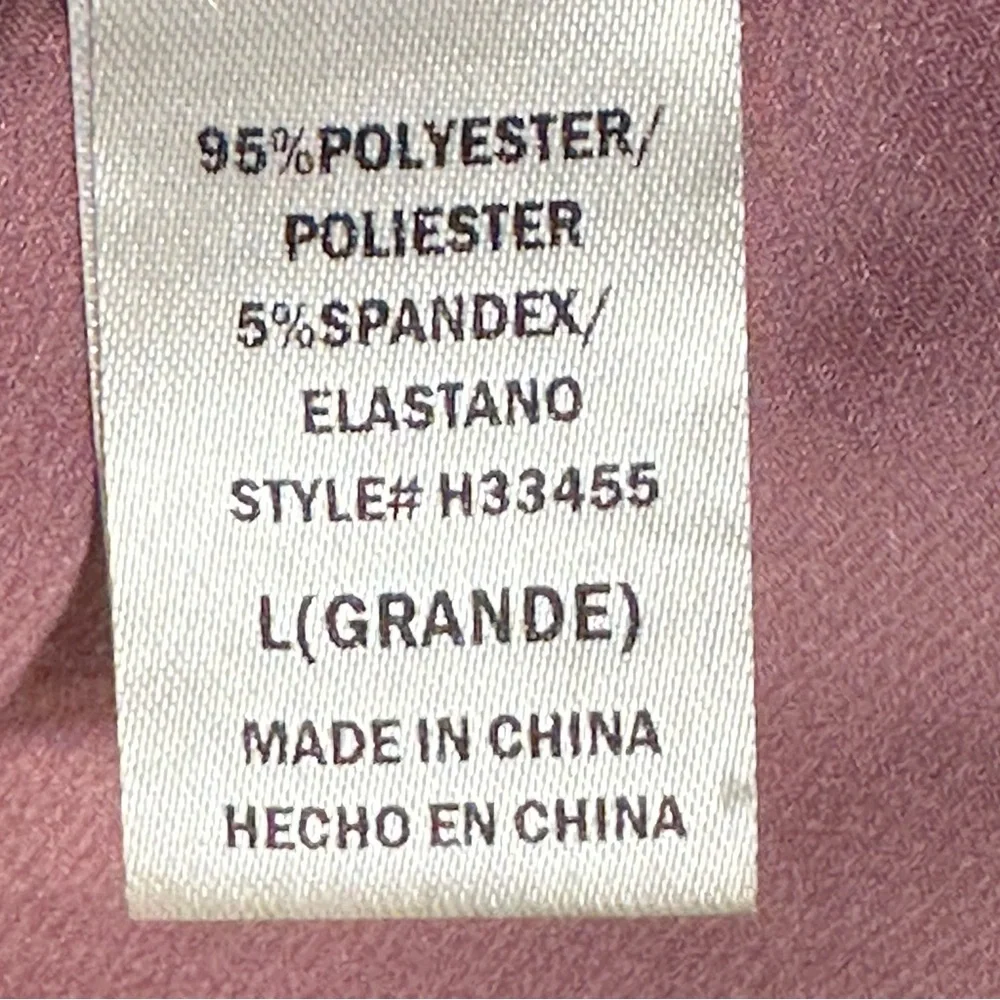 95%POLYESTER/
POLIESTER
5%SPANDEX/
ELASTANO
STYLE# H33455
L(GRANDE)
MADE IN CHINA
HECHO EN CHINA